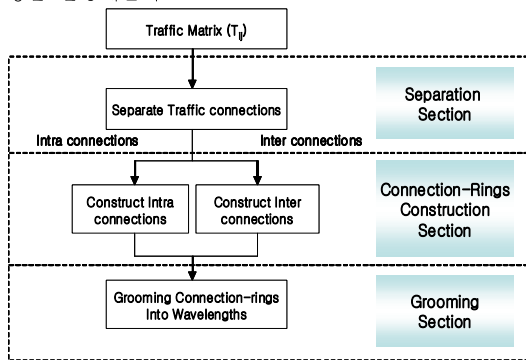 Traffic Matrix (Tij)
Separate Traffic connections
Separation
Section
Intra connections
Inter connections
Construct Intra
connections
Construct Inter
connections
Connection-Rings
Construction
Section
Grooming Connection-rings
Into Wavelengths
Grooming
Section